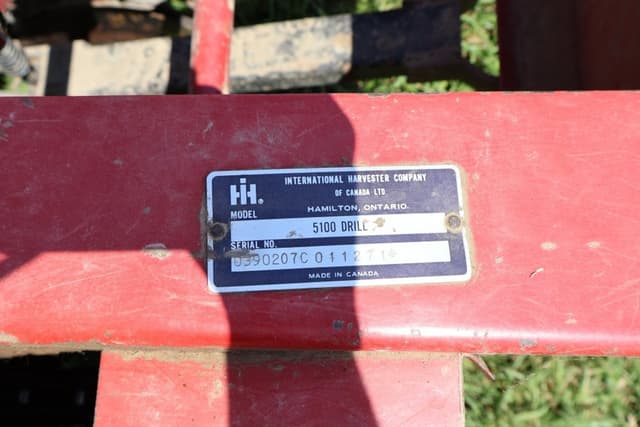 INTERNATIONAL HARVESTER COMPANY
OF CANADA LTD
IH®
HAMILTON, ONTARIO.
MODEL
5100 DRILL
SERIAL NO.
MADE IN CANADA